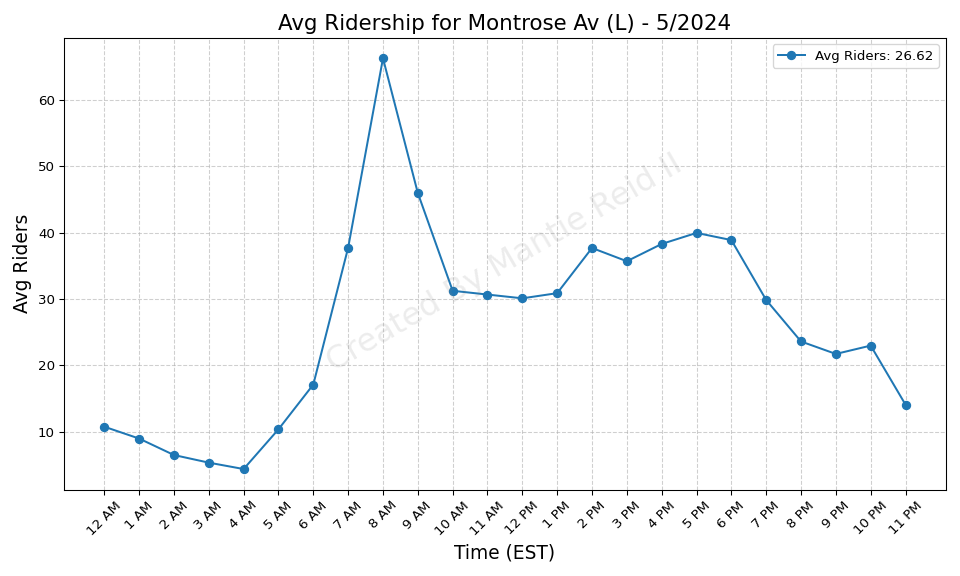 Avg Ridership for Montrose Av (L) - 5/2024
Avg Riders: 26.62
Avg Riders
60
50
40
30
20
10
Created By Mantie Reid II
12 AM
1 AM
2 AM
3 AM
4 AM
5 AM
6 AM
7 AM
8 AM
9 AM
10 AM
11 AM
12 PM
1 PM
2 PM
3 PM
4 PM
5 PM
6 PM
7 PM
8 PM
9 PM
10 PM
11 PM
Time (EST)